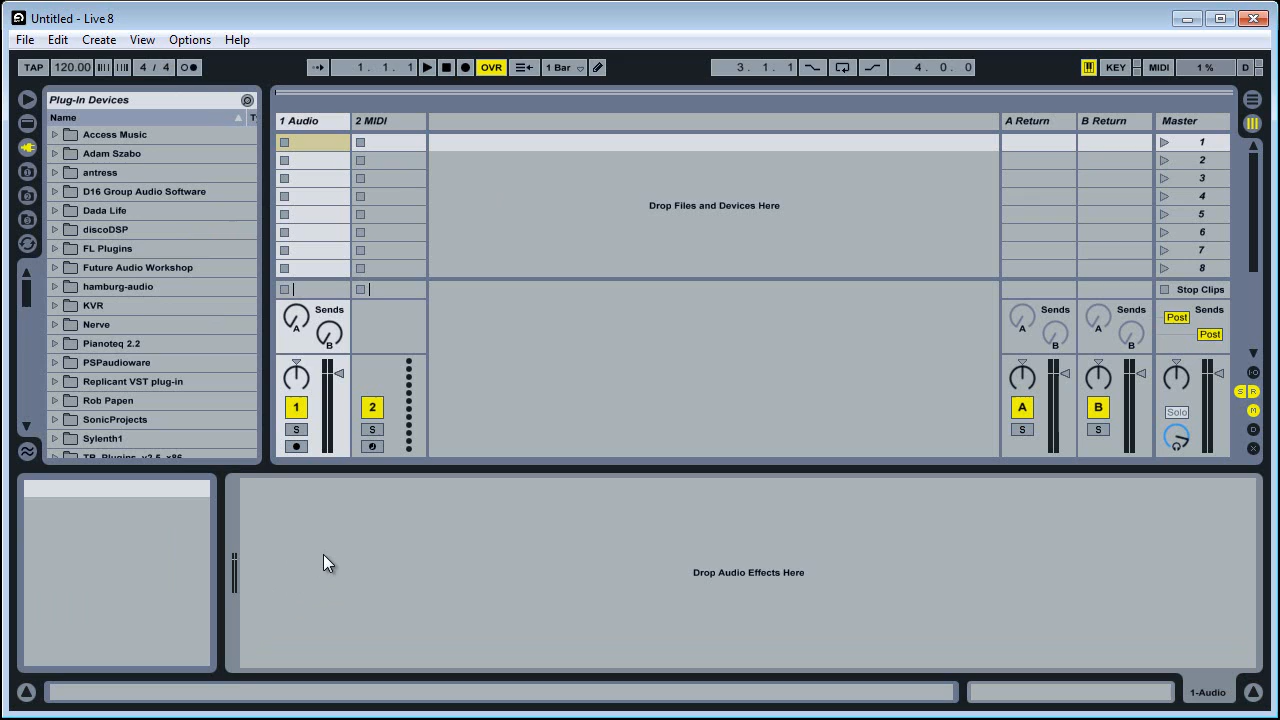 Untitled - Live 8
File Edit Create View Options Help
TAP 120.00 4 / 4 1. 1. 1 OVR 1 Bar 3. 1. 1 4. 0. 0 KEY MIDI 1 % D
Plug-In Devices
Name T
Access Music
Adam Szabo
antress
D16 Group Audio Software
Dada Life
discoDSP
FL Plugins
Future Audio Workshop
hamburg-audio
KVR
Nerve
Pianoteq 2.2
PSPaudioware
Replicant VST plug-in
Rob Papen
SonicProjects
Sylenth1
1 2 3
1 Audio 2 MIDI A Return B Return Master
1
2
3
4
5
6
7
8
Drop Files and Devices Here
Stop Clips
Sends Sends Sends Sends
A A A Post
B B B Post
1 2 A B Solo
S S S S
I·O
S R
M
D
X
Drop Audio Effects Here
1-Audio